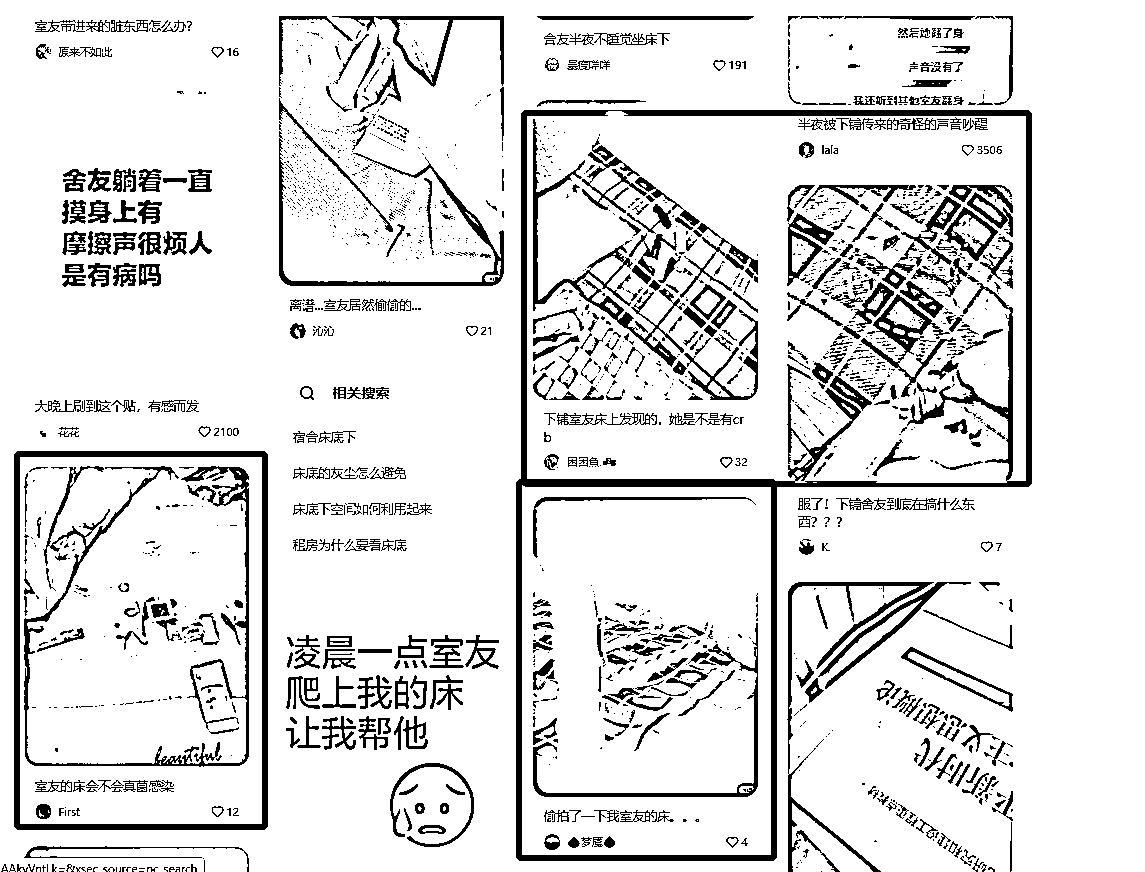 室友带进来的脏东西怎么办?
原来不如此
16
舍友躺着一直
摸身上有
摩擦声很烦人
是有病吗
大晚上刷到这个贴，有感而发
花花
2100
beautiful
室友的床会不会真菌感染
First
12
离谱...室友居然偷偷的...
沁沁
21
相关搜索
宿舍床底下
床底的灰尘怎么避免
床底下空间如何利用起来
租房为什么要看床底
凌晨一点室友
爬上我的床
让我帮他
舍友半夜不睡觉坐床下
191
下铺室友床上发现的，她是不是有cr
b
困困鱼
32
偷拍了一下我室友的床。。。
梦魇
4
然后她翻了身
声音没有了
我还听到其他室友翻身
半夜被下铺传来的奇怪的声音吵醒
lala
3506
服了！下铺舍友到底在搞什么东
西？？？
K.
7
主义思想概论
新时代
xsec_source=pc_search